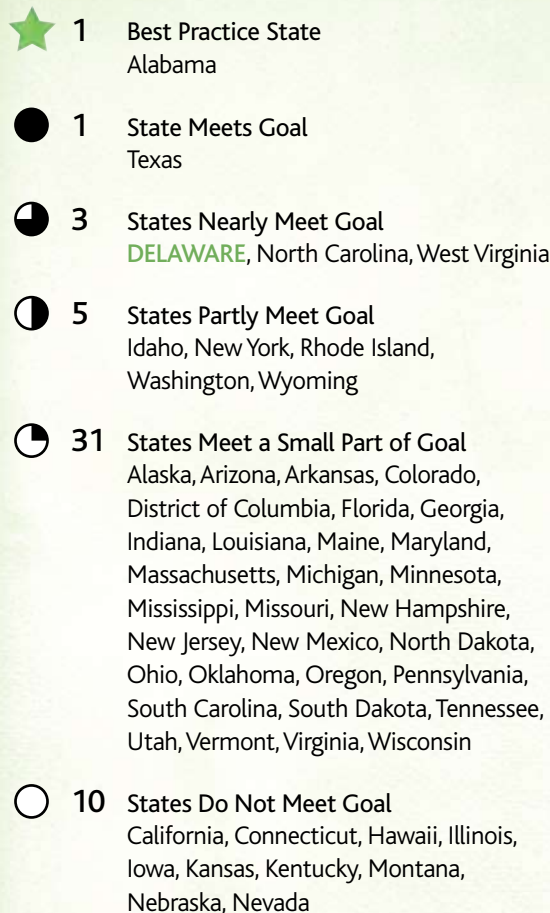 1 Best Practice State
Alabama
1 State Meets Goal
Texas
3 States Nearly Meet Goal
DELAWARE, North Carolina, West Virginia
5 States Partly Meet Goal
Idaho, New York, Rhode Island,
Washington, Wyoming
31 States Meet a Small Part of Goal
Alaska, Arizona, Arkansas, Colorado,
District of Columbia, Florida, Georgia,
Indiana, Louisiana, Maine, Maryland,
Massachusetts, Michigan, Minnesota,
Mississippi, Missouri, New Hampshire,
New Jersey, New Mexico, North Dakota,
Ohio, Oklahoma, Oregon, Pennsylvania,
South Carolina, South Dakota, Tennessee,
Utah, Vermont, Virginia, Wisconsin
10 States Do Not Meet Goal
California, Connecticut, Hawaii, Illinois,
Iowa, Kansas, Kentucky, Montana,
Nebraska, Nevada